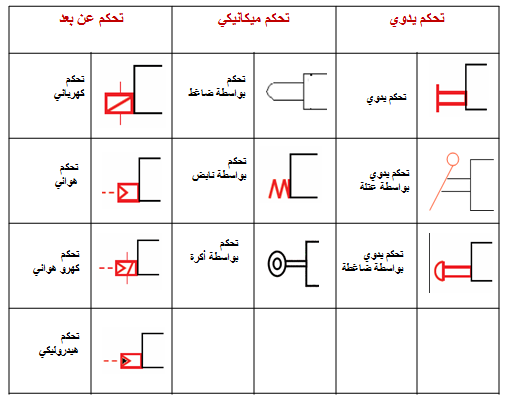 تحكم يدوي
تحكم ميكانيكي
تحكم عن بعد
تحكم يدوي
تحكم
بواسطة ضاغط
تحكم
كهربائي
تحكم يدوي
بواسطة عتلة
تحكم
بواسطة نابض
تحكم
هوائي
تحكم يدوي
بواسطة ضاغطة
تحكم
بواسطة أكرة
تحكم
كهرو هوائي
تحكم
هيدروليكي